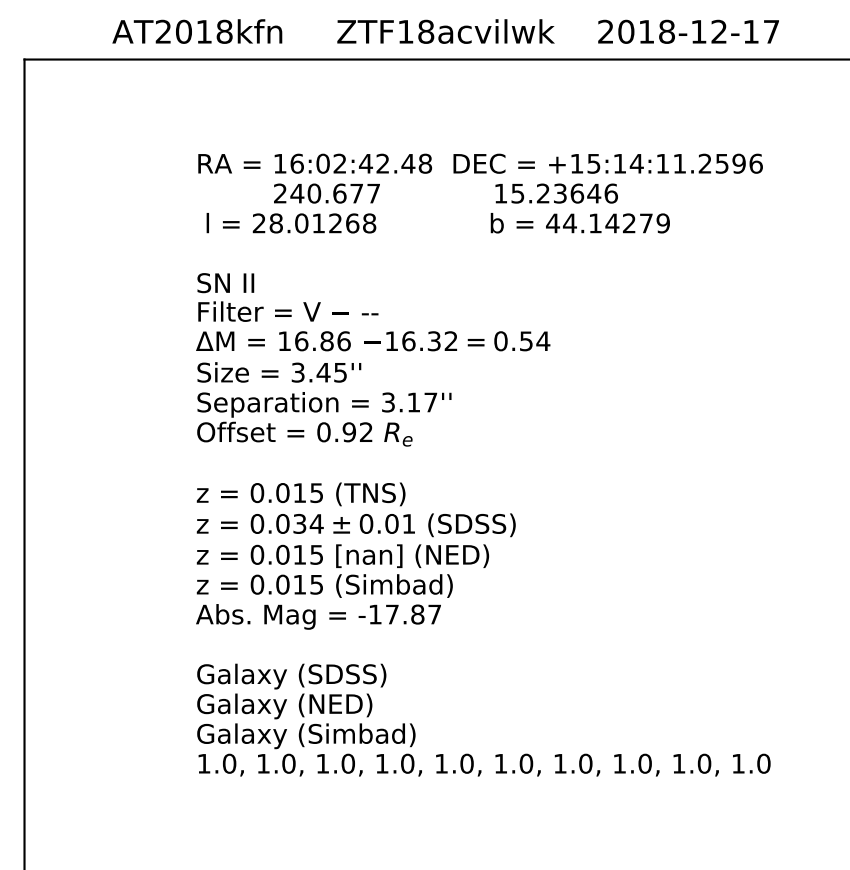 AT2018kfn ZTF18acvilwk 2018-12-17
RA = 16:02:42.48 DEC = +15:14:11.2596
240.677 15.23646
l = 28.01268 b = 44.14279
SN II
Filter = V − --
ΔM = 16.86 −16.32 = 0.54
Size = 3.45''
Separation = 3.17''
Offset = 0.92 Rₑ
z = 0.015 (TNS)
z = 0.034 ± 0.01 (SDSS)
z = 0.015 [nan] (NED)
z = 0.015 (Simbad)
Abs. Mag = -17.87
Galaxy (SDSS)
Galaxy (NED)
Galaxy (Simbad)
1.0, 1.0, 1.0, 1.0, 1.0, 1.0, 1.0, 1.0, 1.0, 1.0